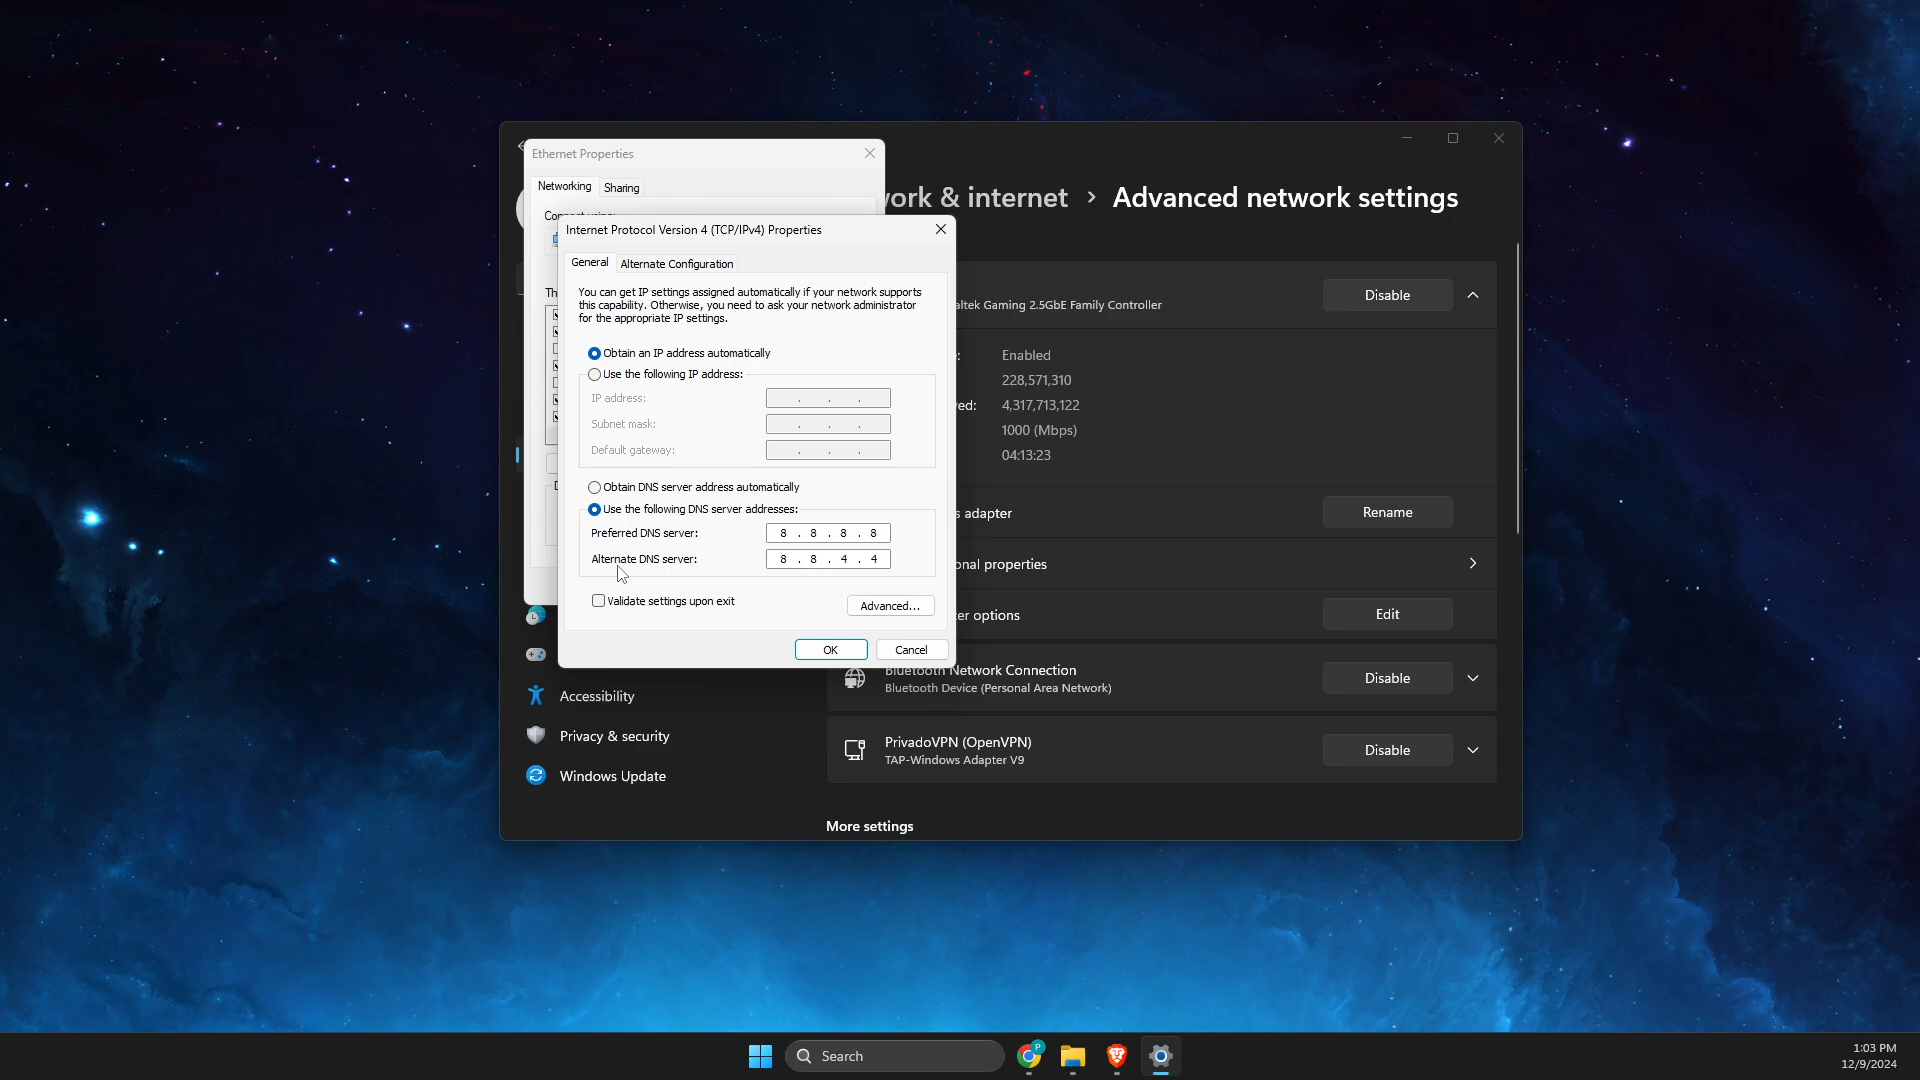 Ethernet Properties
Networking
Sharing
work & internet › Advanced network settings
Connect using:
Internet Protocol Version 4 (TCP/IPv4) Properties
General
Alternate Configuration
You can get IP settings assigned automatically if your network supports
this capability. Otherwise, you need to ask your network administrator
for the appropriate IP settings.
Obtain an IP address automatically
Use the following IP address:
IP address:
. . .
Subnet mask:
. . .
Default gateway:
. . .
Obtain DNS server address automatically
Use the following DNS server addresses:
Preferred DNS server:
8 . 8 . 8 . 8
Alternate DNS server:
8 . 8 . 4 . 4
Validate settings upon exit
Advanced...
OK
Cancel
Th
altek Gaming 2.5GbE Family Controller
Disable
e:
Enabled
228,571,310
ved:
4,317,713,122
1000 (Mbps)
04:13:23
s adapter
Rename
onal properties
er options
Edit
Bluetooth Network Connection
Bluetooth Device (Personal Area Network)
Disable
PrivadoVPN (OpenVPN)
TAP-Windows Adapter V9
Disable
More settings
Accessibility
Privacy & security
Windows Update
Search
P
1:03 PM
12/9/2024